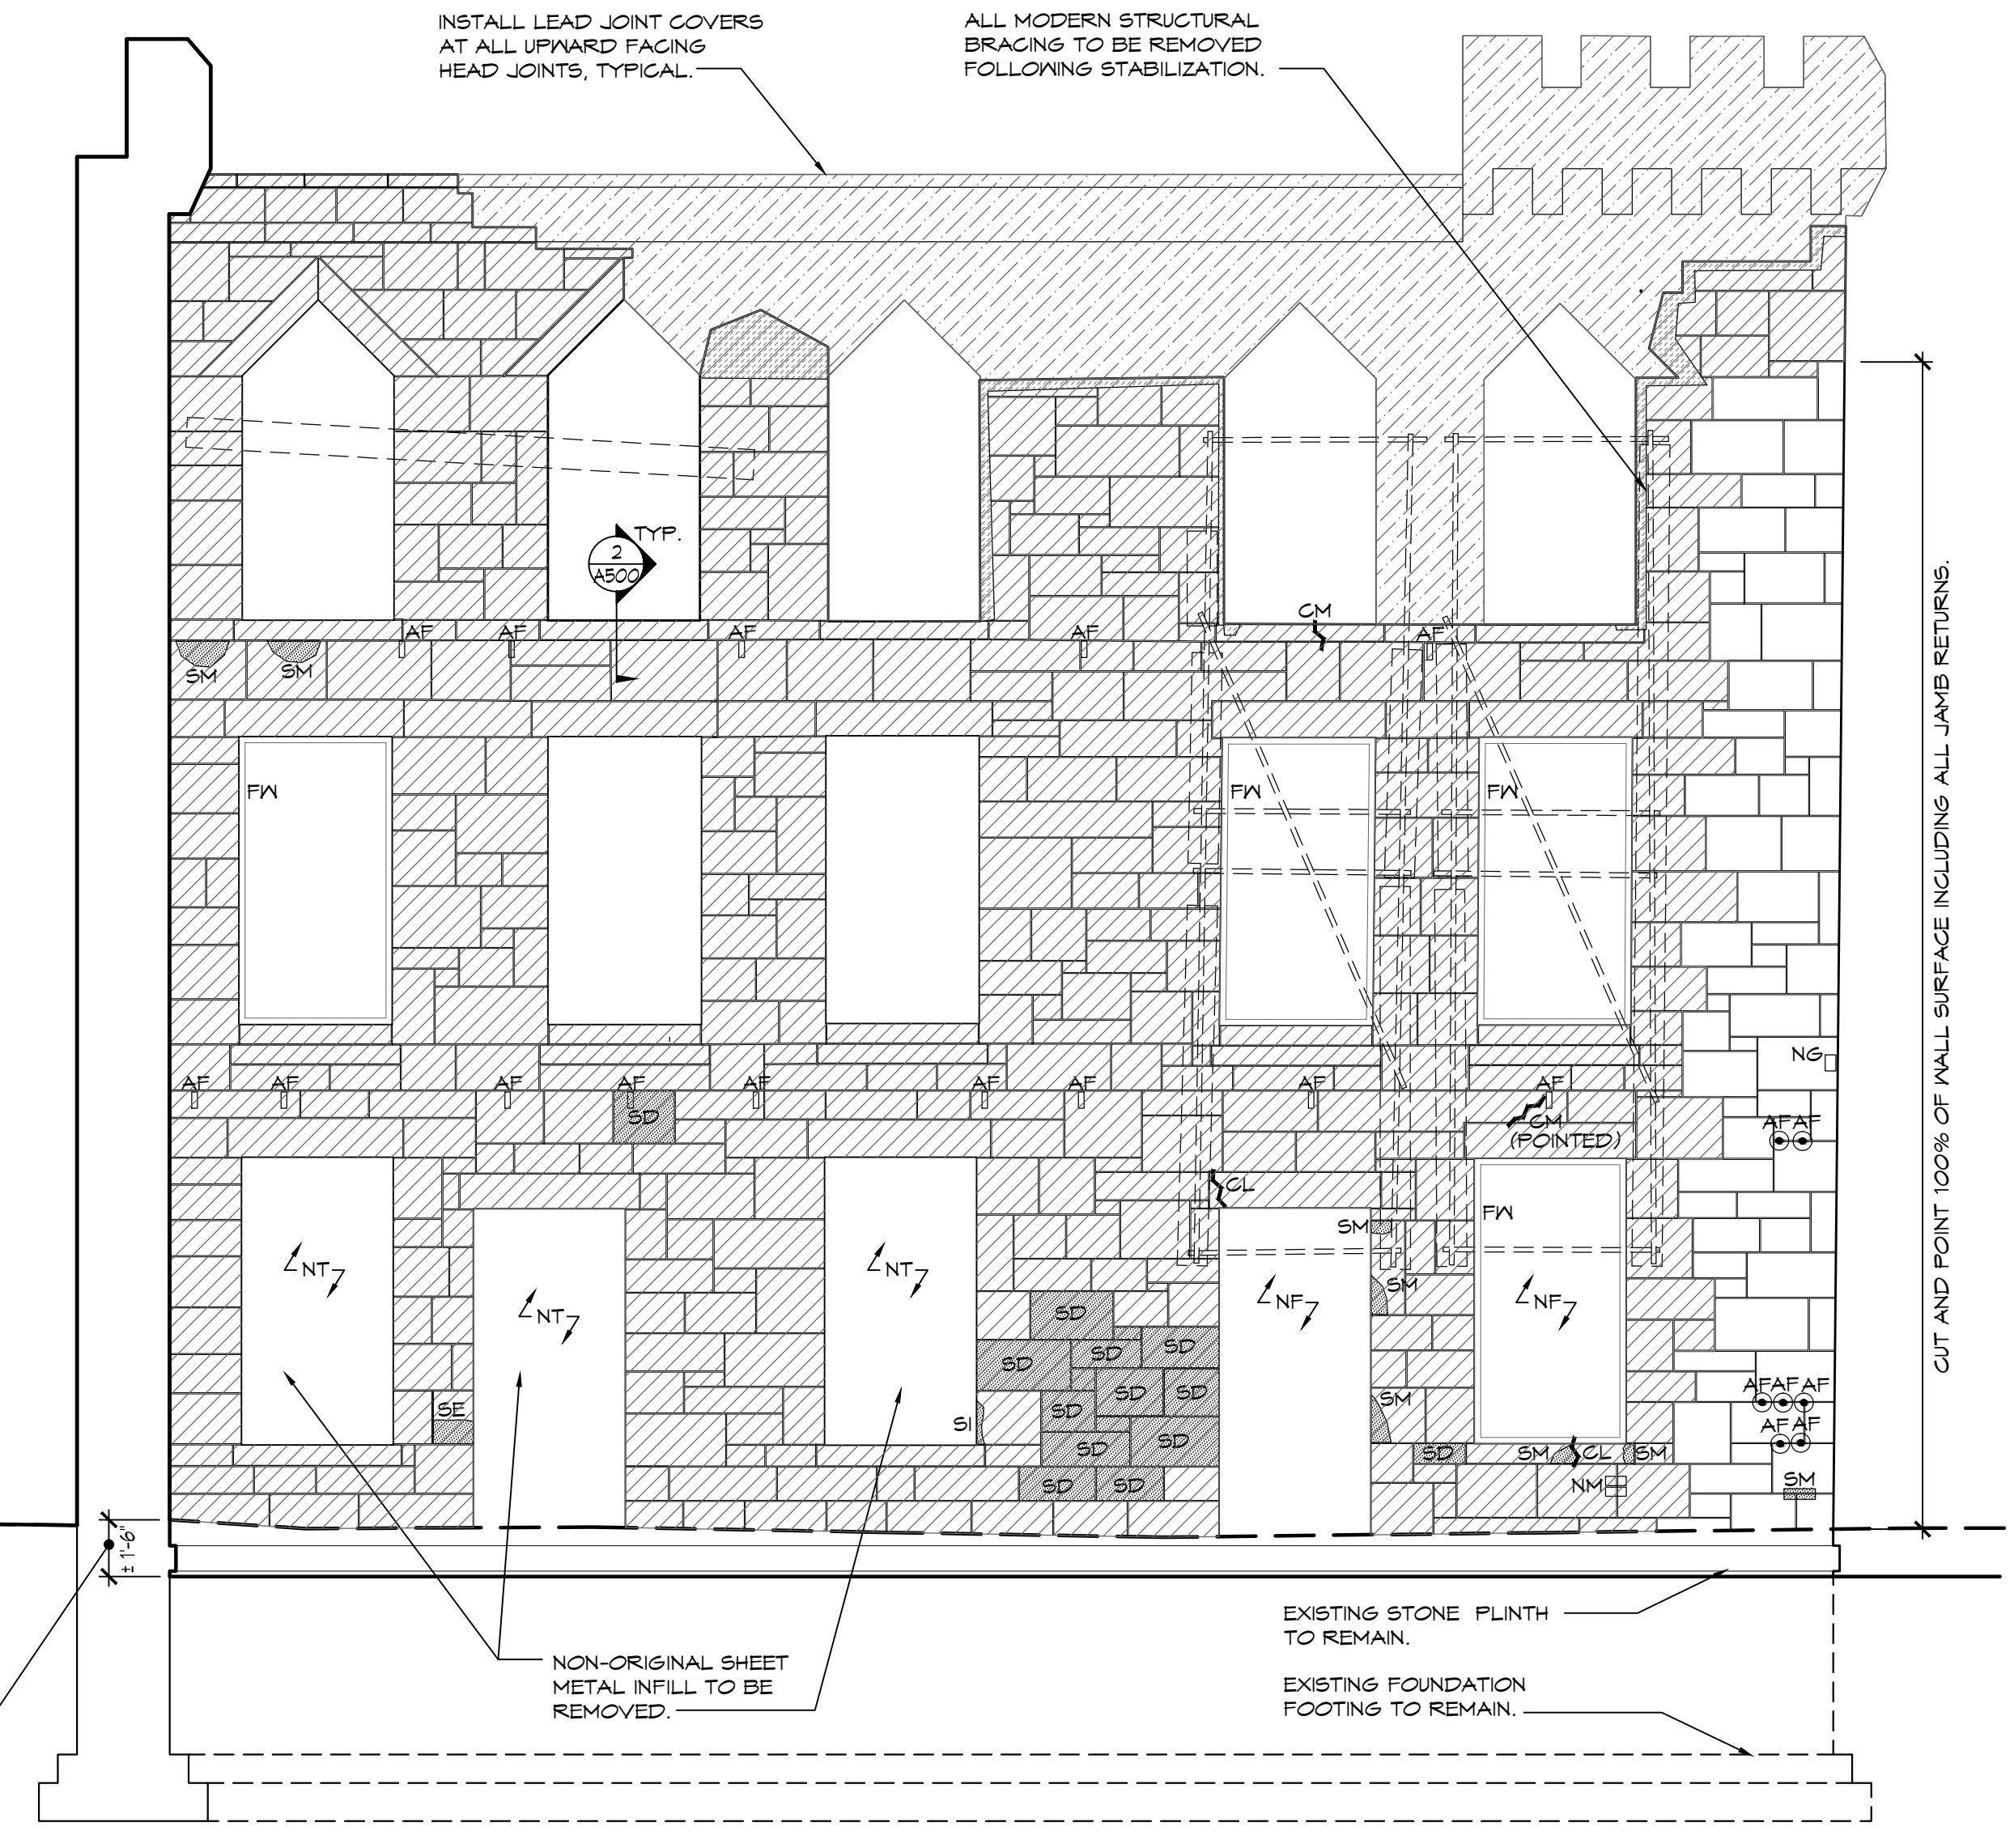 INSTALL LEAD JOINT COVERS
AT ALL UPWARD FACING
HEAD JOINTS, TYPICAL.
ALL MODERN STRUCTURAL
BRACING TO BE REMOVED
FOLLOWING STABILIZATION.
2
A500
TYP.
AF AF AF AF CM AF
SM SM
CUT AND POINT 100% OF WALL SURFACE INCLUDING ALL JAMB RETURNS.
FW FW FW
NG
AF AF AF AF AF AF AF AF AF
SD
CM
(POINTED)
AF AF
CL
SM
FW
NT NT NF NF
NT
SM
SD
SD SD SD
SD SD
SM
AF AF AF
SE SI SD
AF AF
SD SD
SD SM CL SM
NM
SM
SD SD
± 1'-6"
EXISTING STONE PLINTH
TO REMAIN.
NON-ORIGINAL SHEET
METAL INFILL TO BE
REMOVED.
EXISTING FOUNDATION
FOOTING TO REMAIN.